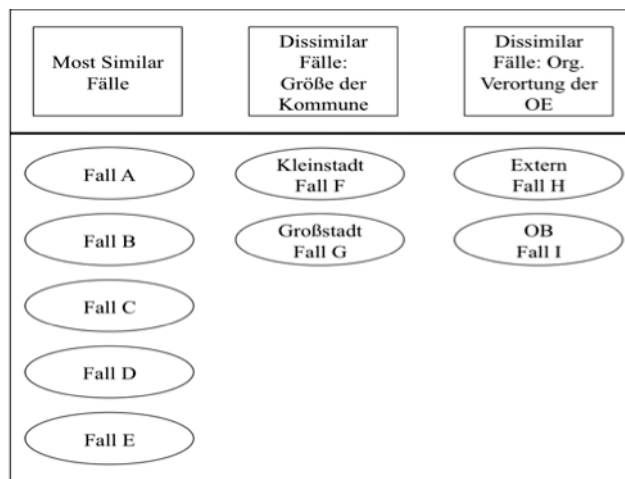 Most Similar
Fälle
Dissimilar
Fälle:
Größe der
Kommune
Dissimilar
Fälle: Org.
Verortung der
OE
Fall A
Fall B
Fall C
Fall D
Fall E
Kleinstadt
Fall F
Großstadt
Fall G
Extern
Fall H
OB
Fall I